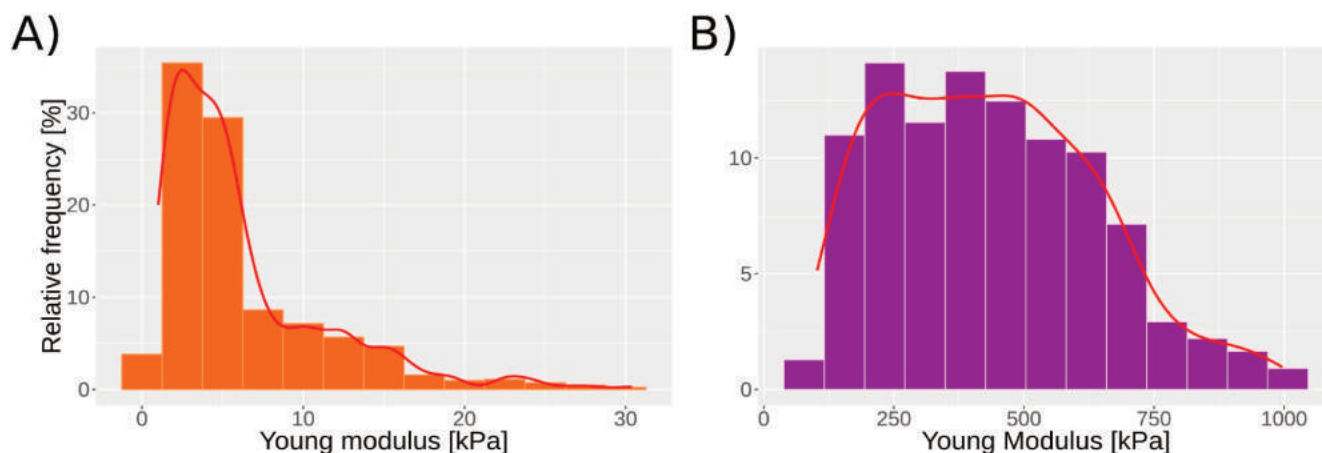 A)
Relative frequency [%]
30
20
10
0
0 10 20 30
Young modulus [kPa]
B)
10
5
0
0 250 500 750 1000
Young Modulus [kPa]